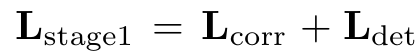 L_stage1 = L_corr + L_det